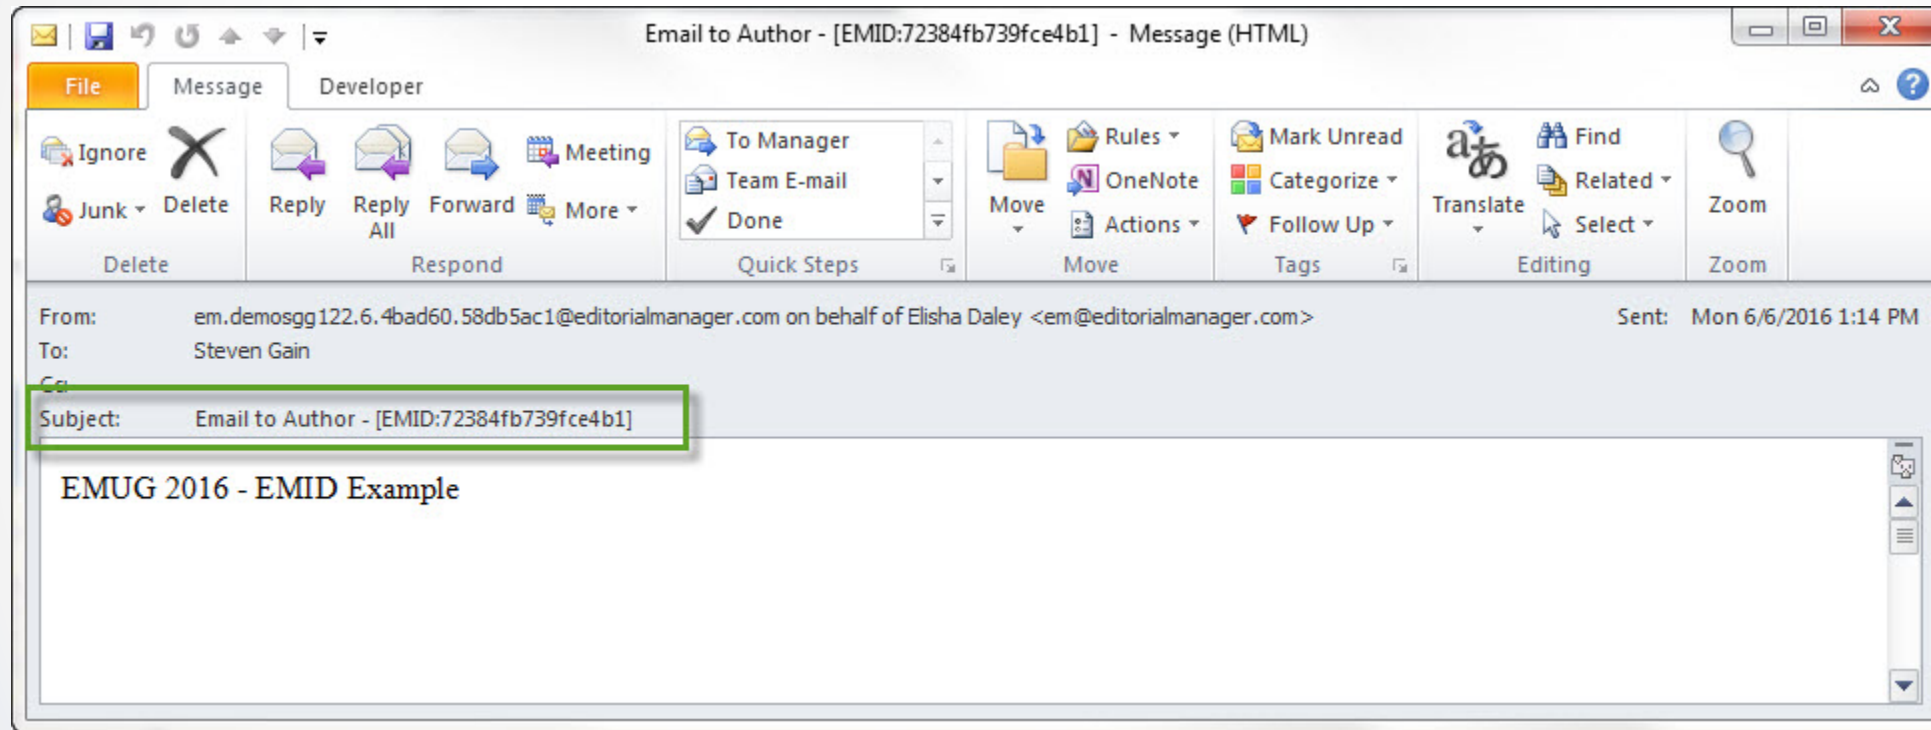 Email to Author - [EMID:72384fb739fce4b1] - Message (HTML)
File Message Developer
Ignore
Junk
Delete
Reply
Reply All
Forward
Meeting
More
To Manager
Team E-mail
Done
Move
Rules
OneNote
Actions
Mark Unread
Categorize
Follow Up
Translate
Find
Related
Select
Zoom
Delete Respond Quick Steps Move Tags Editing Zoom
From: em.demosgg122.6.4bad60.58db5ac1@editorialmanager.com on behalf of Elisha Daley <em@editorialmanager.com> Sent: Mon 6/6/2016 1:14 PM
To: Steven Gain
Cc:
Subject: Email to Author - [EMID:72384fb739fce4b1]
EMUG 2016 - EMID Example